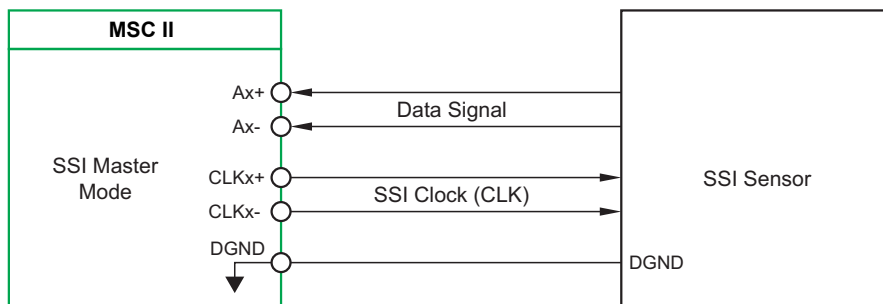 MSC II
Ax+
Data Signal
Ax-
SSI Master
Mode
CLKx+
SSI Clock (CLK)
CLKx-
SSI Sensor
DGND
DGND